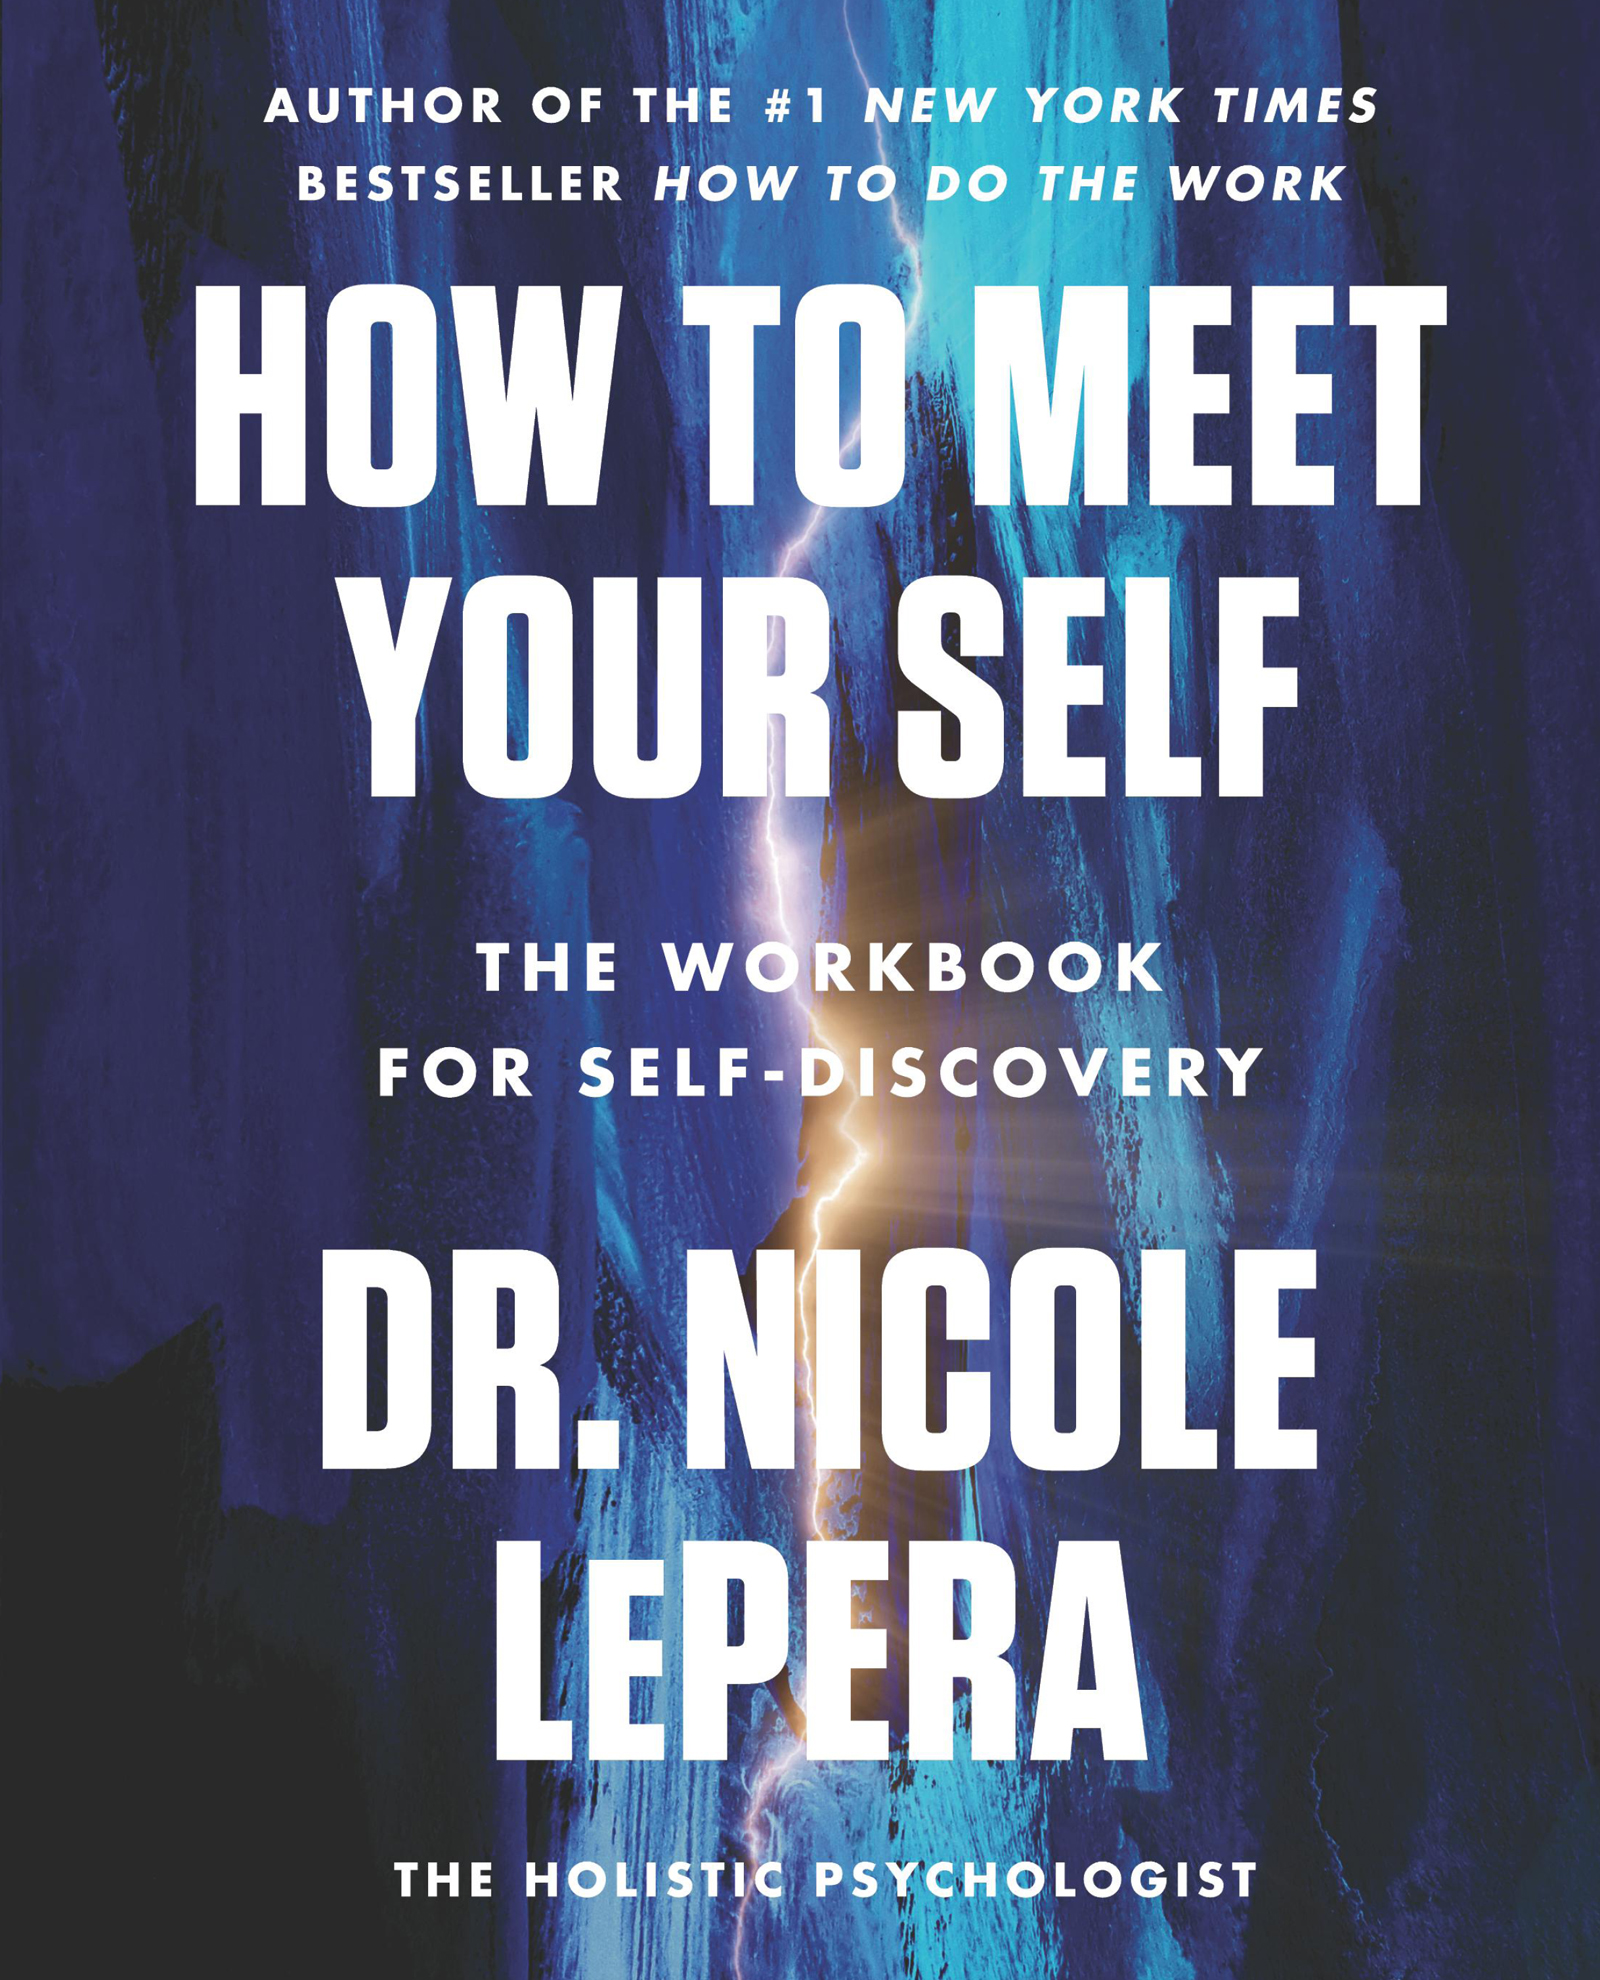 AUTHOR OF THE #1 NEW YORK TIMES
BESTSELLER HOW TO DO THE WORK
HOW TO MEET
YOUR SELF
THE WORKBOOK
FOR SELF-DISCOVERY
DR. NICOLE
LEPERA
THE HOLISTIC PSYCHOLOGIST